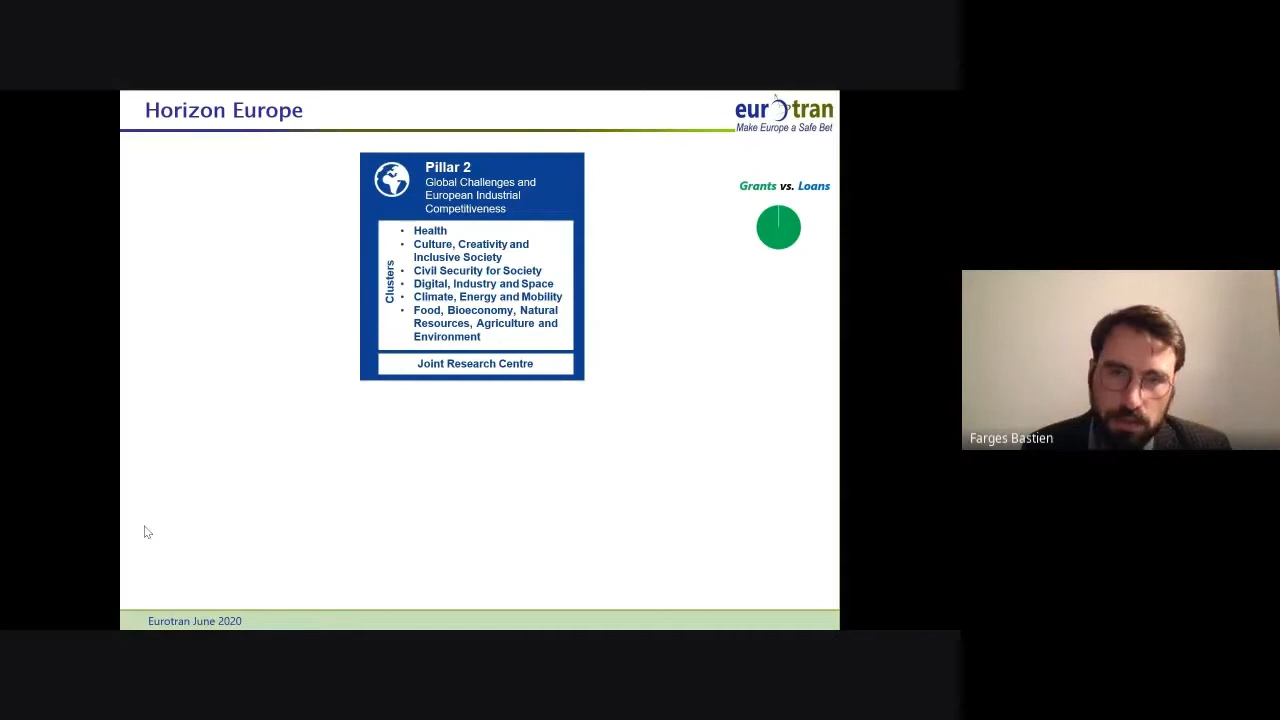 Horizon Europe
eurotran
Make Europe a Safe Bet
Pillar 2
Global Challenges and
European Industrial
Competitiveness
Grants vs. Loans
Clusters
• Health
• Culture, Creativity and
Inclusive Society
• Civil Security for Society
• Digital, Industry and Space
• Climate, Energy and Mobility
• Food, Bioeconomy, Natural
Resources, Agriculture and
Environment
Joint Research Centre
Farges Bastien
Eurotran June 2020